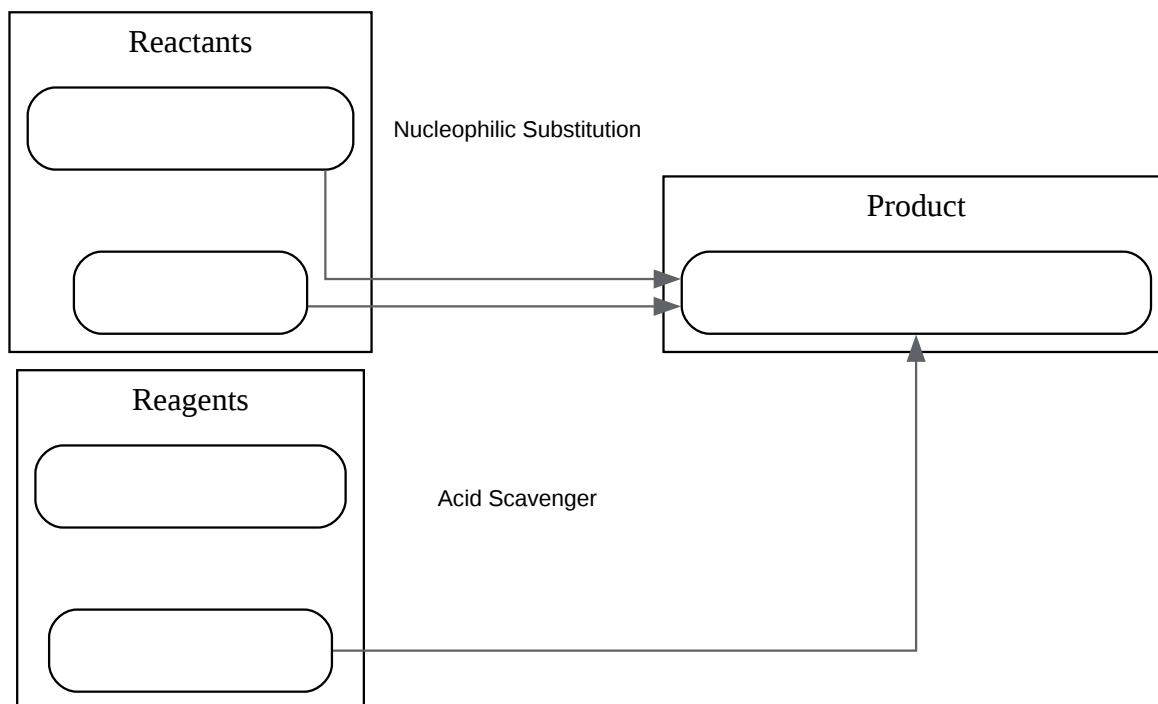 Reactants
Nucleophilic Substitution
Product
Reagents
Acid Scavenger